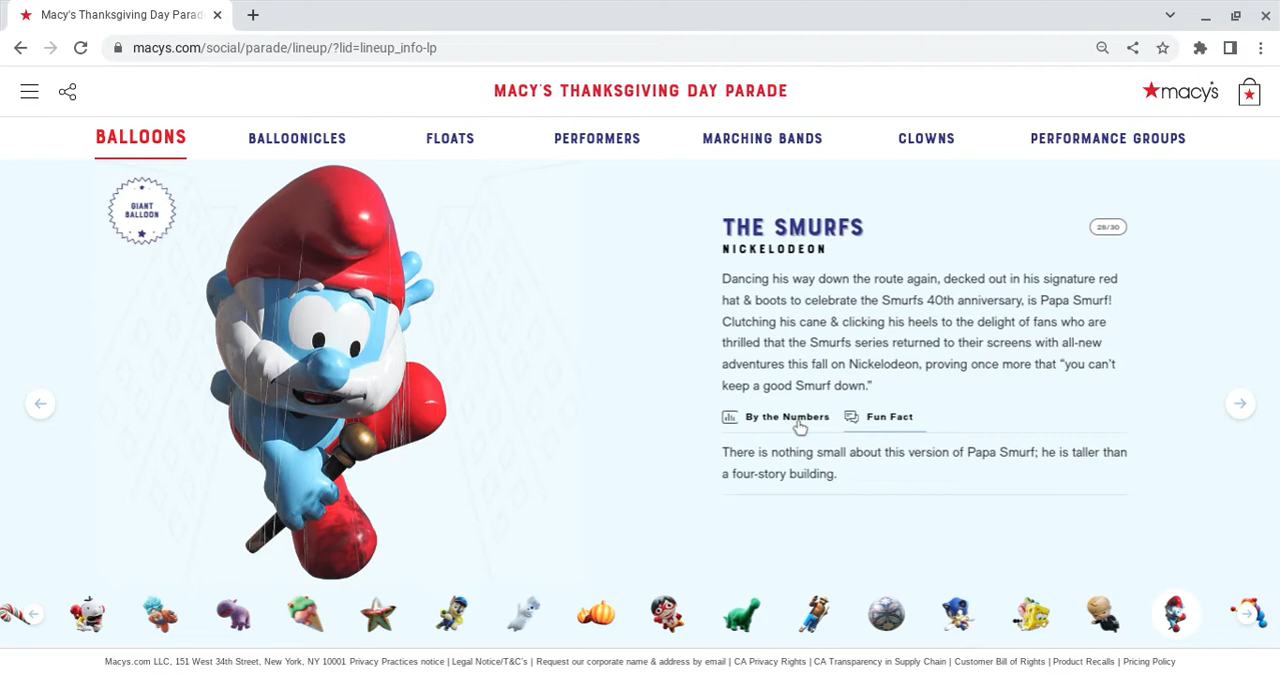 Macy's Thanksgiving Day Parad
macys.com/social/parade/lineup/?lid=lineup_info-lp
MACY'S THANKSGIVING DAY PARADE
macy's
BALLOONS BALLOONICLES FLOATS PERFORMERS MARCHING BANDS CLOWNS PERFORMANCE GROUPS
GIANT
BALLOON
THE SMURFS
28/30
NICKELODEON
Dancing his way down the route again, decked out in his signature red
hat & boots to celebrate the Smurfs 40th anniversary, is Papa Smurf!
Clutching his cane & clicking his heels to the delight of fans who are
thrilled that the Smurfs series returned to their screens with all-new
adventures this fall on Nickelodeon, proving once more that “you can’t
keep a good Smurf down.”
By the Numbers Fun Fact
There is nothing small about this version of Papa Smurf; he is taller than
a four-story building.
Macys.com LLC, 151 West 34th Street, New York, NY 10001 Privacy Practices notice | Legal Notice/T&C's | Request our corporate name & address by email | CA Privacy Rights | CA Transparency in Supply Chain | Customer Bill of Rights | Product Recalls | Pricing Policy